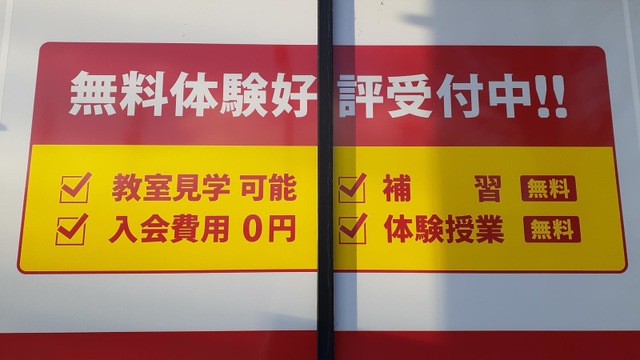 無料体験好評受付中!!
教室見学 可能
入会費用 0円
補習 無料
体験授業 無料